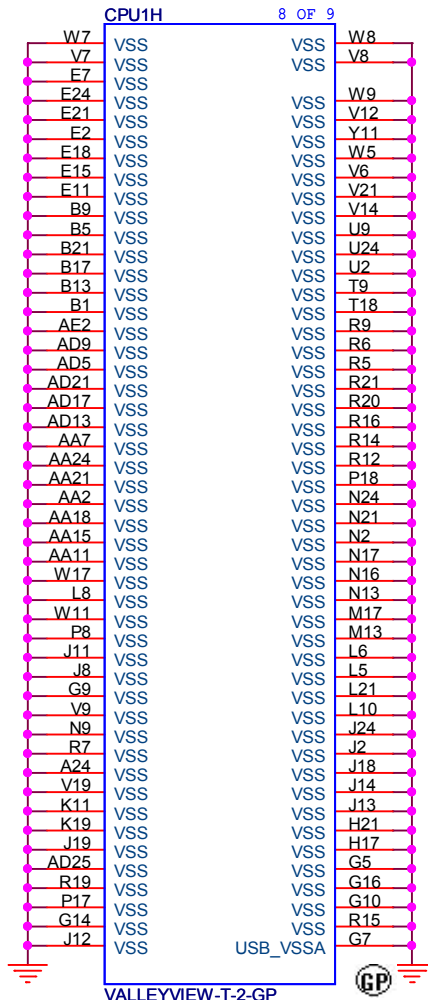 CPU1H 8 OF 9
W7 VSS VSS W8
V7 VSS VSS V8
E7 VSS
E24 VSS VSS W9
E21 VSS VSS V12
E2 VSS VSS Y11
E18 VSS VSS W5
E15 VSS VSS V6
E11 VSS VSS V21
B9 VSS VSS V14
B5 VSS VSS U9
B21 VSS VSS U24
B17 VSS VSS U2
B13 VSS VSS T9
B1 VSS VSS T18
AE2 VSS VSS R9
AD9 VSS VSS R6
AD5 VSS VSS R5
AD21 VSS VSS R21
AD17 VSS VSS R20
AD13 VSS VSS R16
AA7 VSS VSS R14
AA24 VSS VSS R12
AA21 VSS VSS P18
AA2 VSS VSS N24
AA18 VSS VSS N21
AA15 VSS VSS N2
AA11 VSS VSS N17
W17 VSS VSS N16
L8 VSS VSS N13
W11 VSS VSS M17
P8 VSS VSS M13
J11 VSS VSS L6
J8 VSS VSS L5
G9 VSS VSS L21
V9 VSS VSS L10
N9 VSS VSS J24
R7 VSS VSS J2
A24 VSS VSS J18
V19 VSS VSS J14
K11 VSS VSS J13
K19 VSS VSS H21
J19 VSS VSS H17
AD25 VSS VSS G5
R19 VSS VSS G16
P17 VSS VSS G10
G14 VSS VSS R15
J12 VSS USB_VSSA G7
VALLEYVIEW-T-2-GP
GP